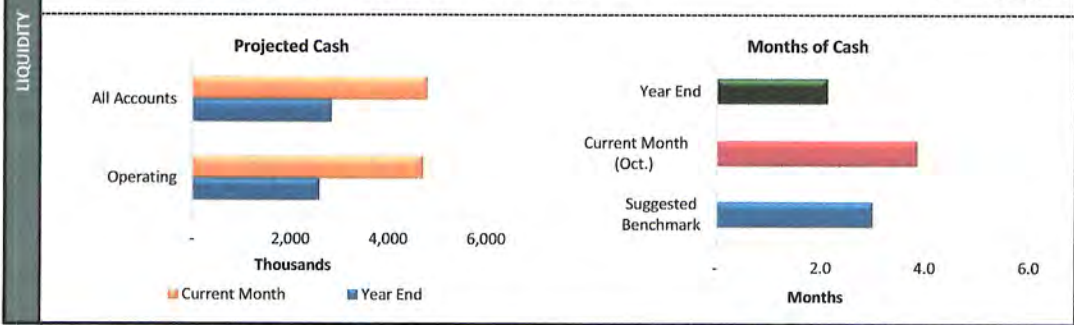 LIQUIDITY
Projected Cash
All Accounts
Operating
-
2,000
4,000
6,000
Thousands
Current Month
Year End
Months of Cash
Year End
Current Month
(Oct.)
Suggested
Benchmark
-
2.0
4.0
6.0
Months